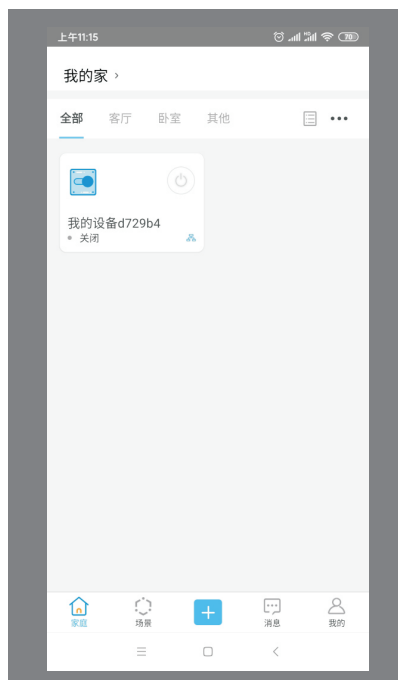 上午11:15
70
我的家
全部 客厅 卧室 其他
我的设备d729b4
关闭
家庭 场景 消息 我的